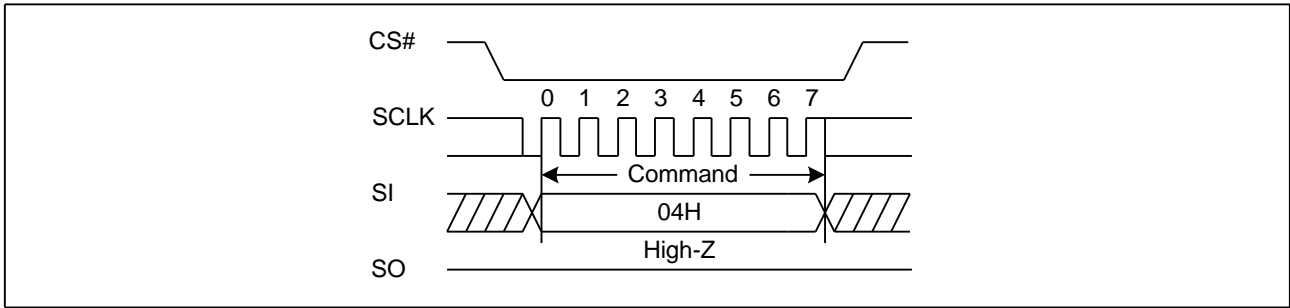 CS#
0 1 2 3 4 5 6 7
SCLK
Command
SI
04H
High-Z
SO